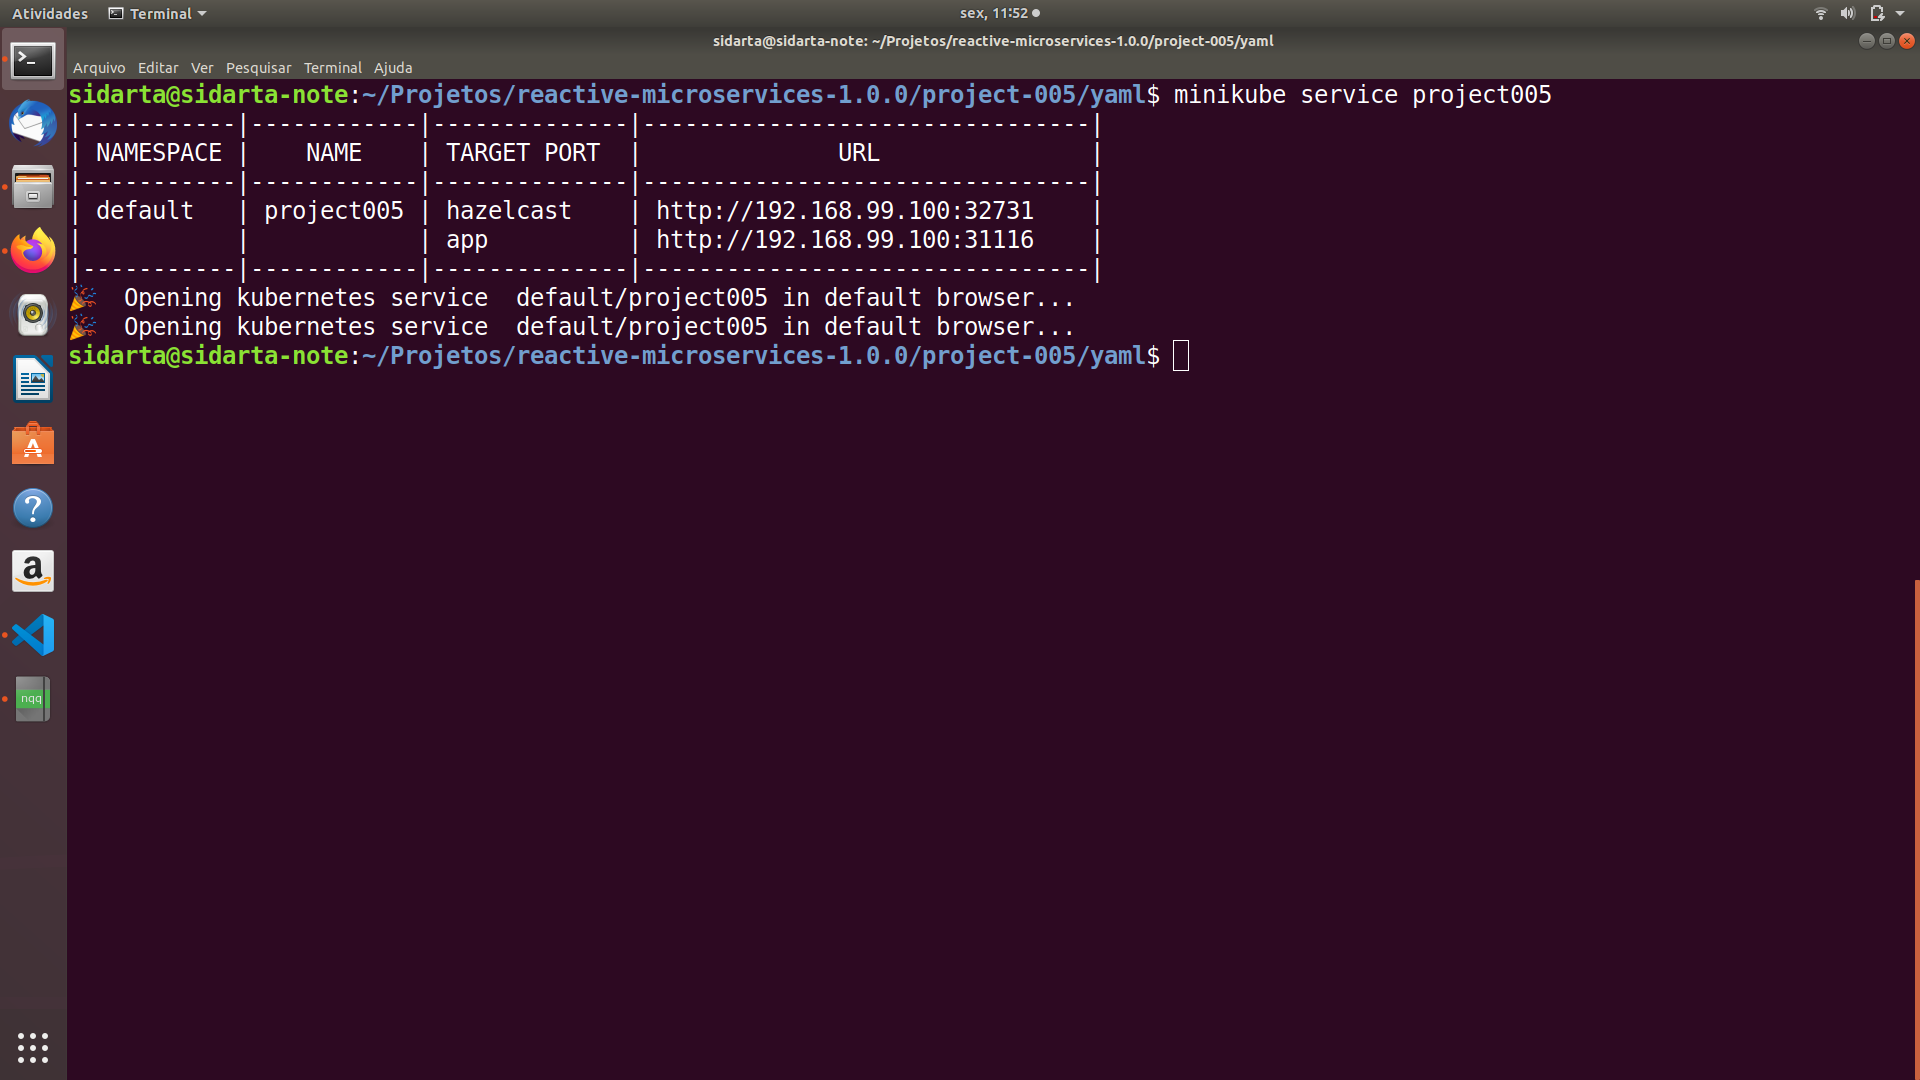 Atividades Terminal sex, 11:52
sidarta@sidarta-note: ~/Projetos/reactive-microservices-1.0.0/project-005/yaml
Arquivo Editar Ver Pesquisar Terminal Ajuda
sidarta@sidarta-note:~/Projetos/reactive-microservices-1.0.0/project-005/yaml$ minikube service project005
|-----------|------------|--------------|--------------------------------|
| NAMESPACE |    NAME    | TARGET PORT  |              URL               |
|-----------|------------|--------------|--------------------------------|
| default   | project005 | hazelcast    | http://192.168.99.100:32731    |
|           |            | app          | http://192.168.99.100:31116    |
|-----------|------------|--------------|--------------------------------|
🎉  Opening kubernetes service  default/project005 in default browser...
🎉  Opening kubernetes service  default/project005 in default browser...
sidarta@sidarta-note:~/Projetos/reactive-microservices-1.0.0/project-005/yaml$
nqq